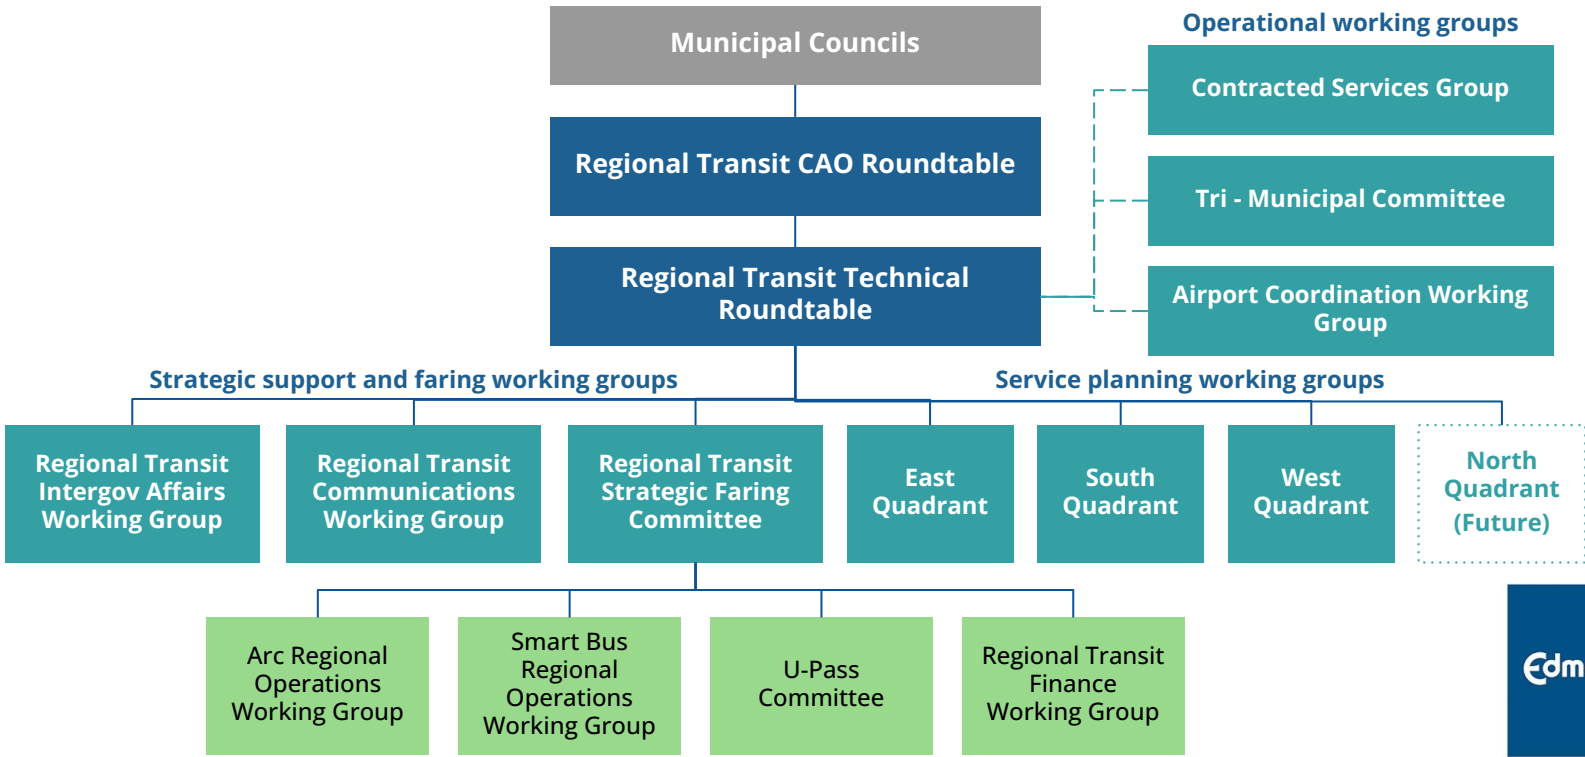 Municipal Councils
Operational working groups
Contracted Services Group
Regional Transit CAO Roundtable
Tri - Municipal Committee
Regional Transit Technical
Roundtable
Airport Coordination Working
Group
Strategic support and faring working groups
Service planning working groups
Regional Transit
Intergov Affairs
Working Group
Regional Transit
Communications
Working Group
Regional Transit
Strategic Faring
Committee
East
Quadrant
South
Quadrant
West
Quadrant
North
Quadrant
(Future)
Arc Regional
Operations
Working Group
Smart Bus
Regional
Operations
Working Group
U-Pass
Committee
Regional Transit
Finance
Working Group
Edm